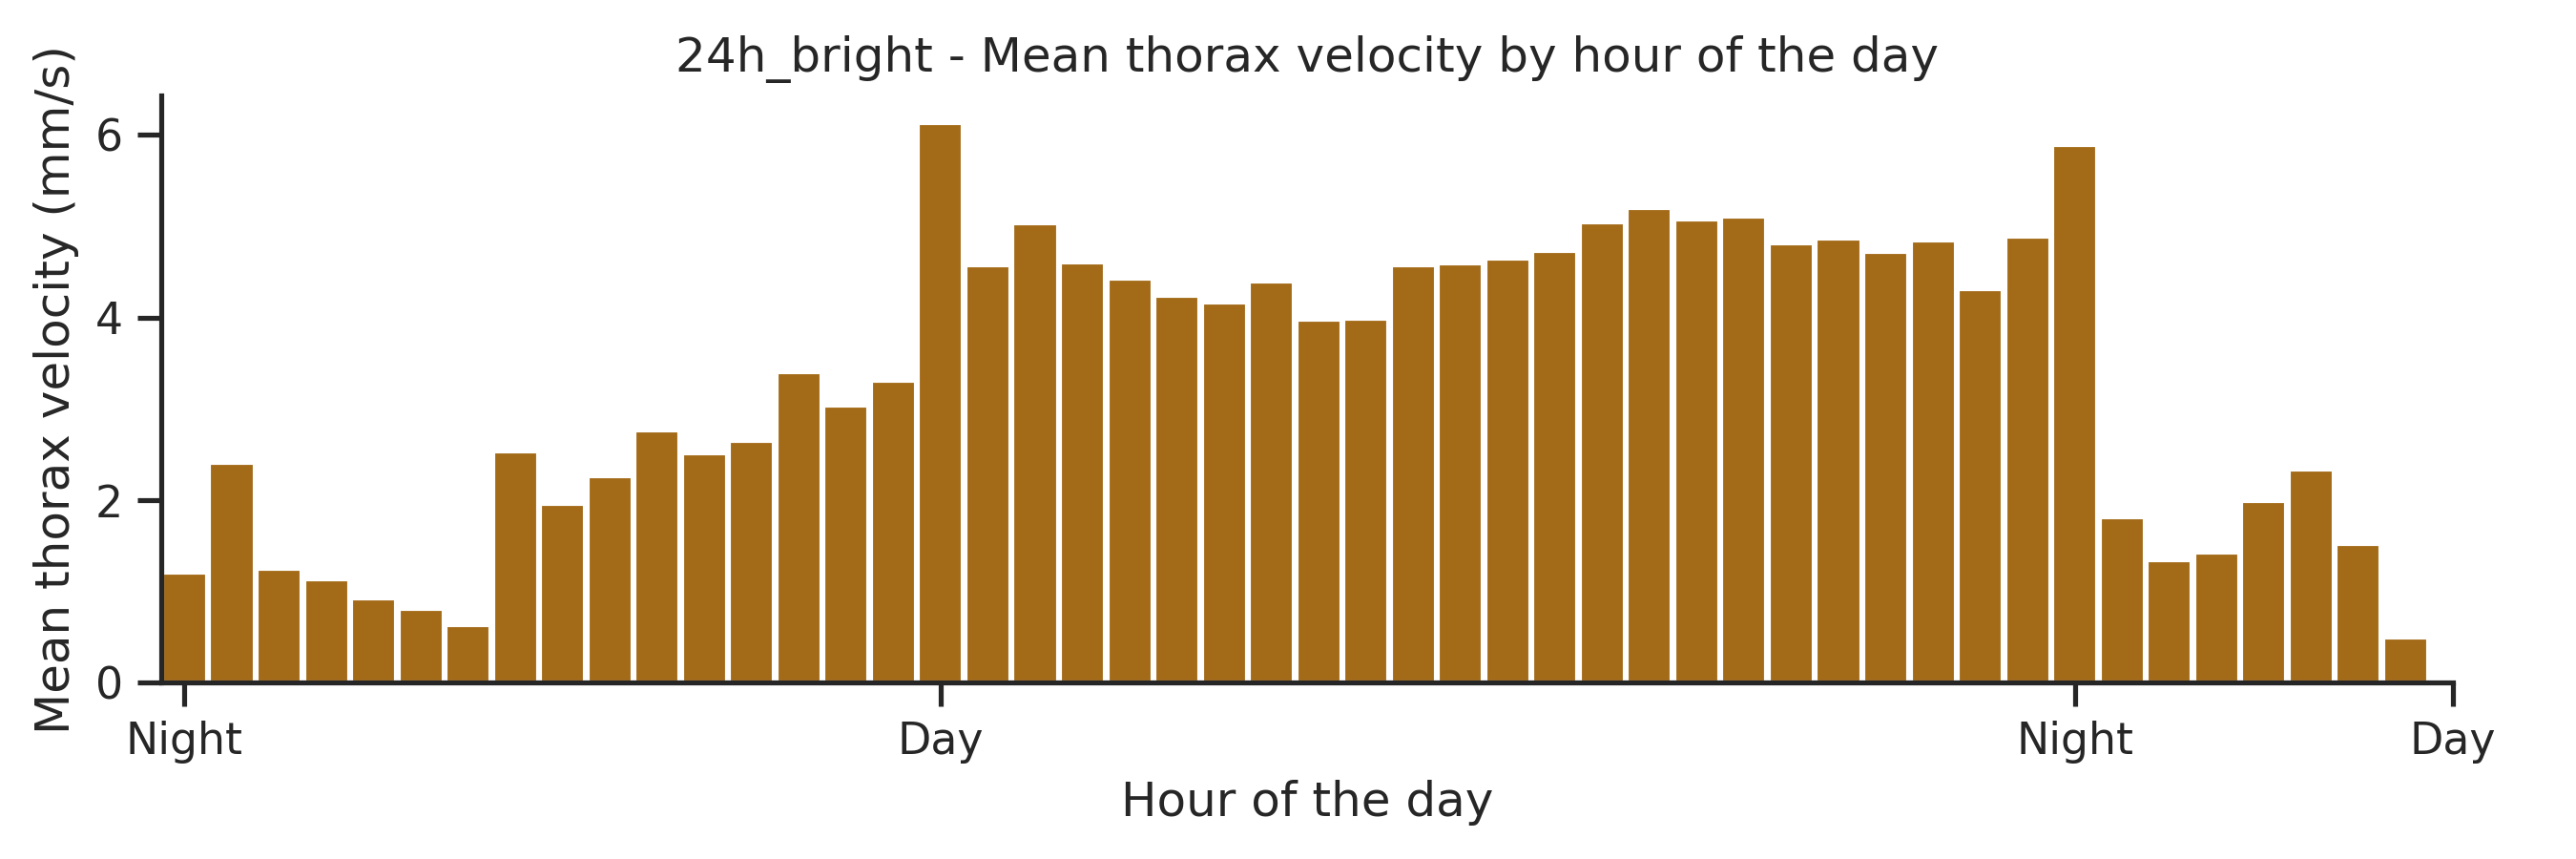 24h_bright - Mean thorax velocity by hour of the day
Mean thorax velocity (mm/s)
6
4
2
0
Night
Day
Night
Day
Hour of the day